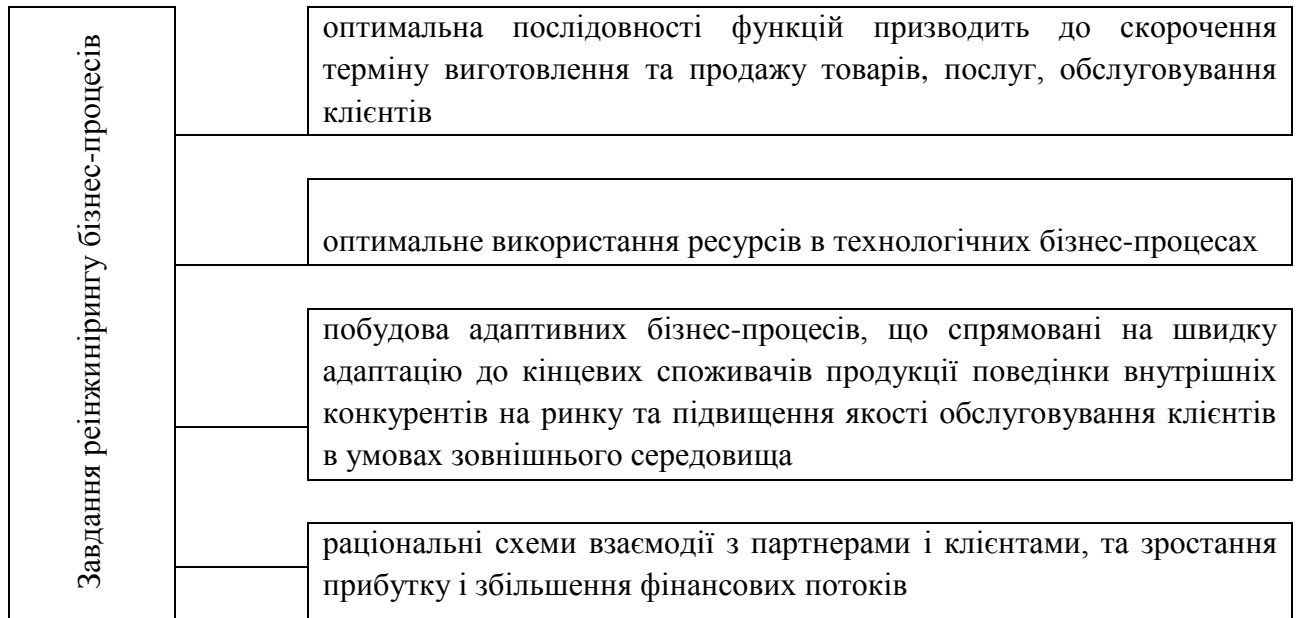 Завдання реінжинірингу бізнес-процесів
оптимальна послідовності функцій призводить до скорочення
терміну виготовлення та продажу товарів, послуг, обслуговування
клієнтів
оптимальне використання ресурсів в технологічних бізнес-процесах
побудова адаптивних бізнес-процесів, що спрямовані на швидку
адаптацію до кінцевих споживачів продукції поведінки внутрішніх
конкурентів на ринку та підвищення якості обслуговування клієнтів
в умовах зовнішнього середовища
раціональні схеми взаємодії з партнерами і клієнтами, та зростання
прибутку і збільшення фінансових потоків